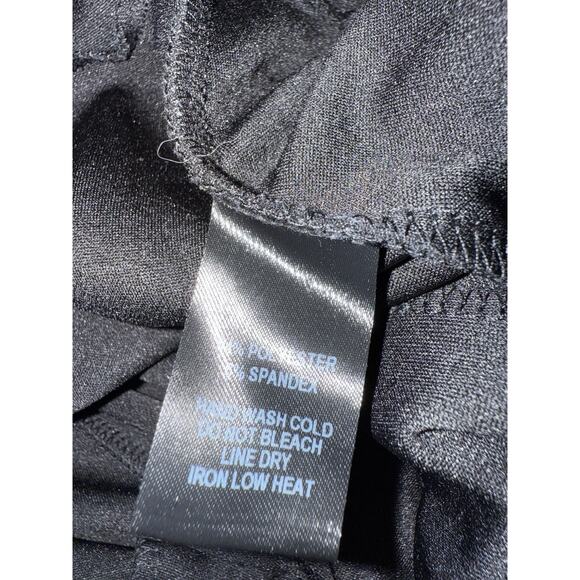 % POLYESTER
% SPANDEX
HAND WASH COLD
DO NOT BLEACH
LINE DRY
IRON LOW HEAT